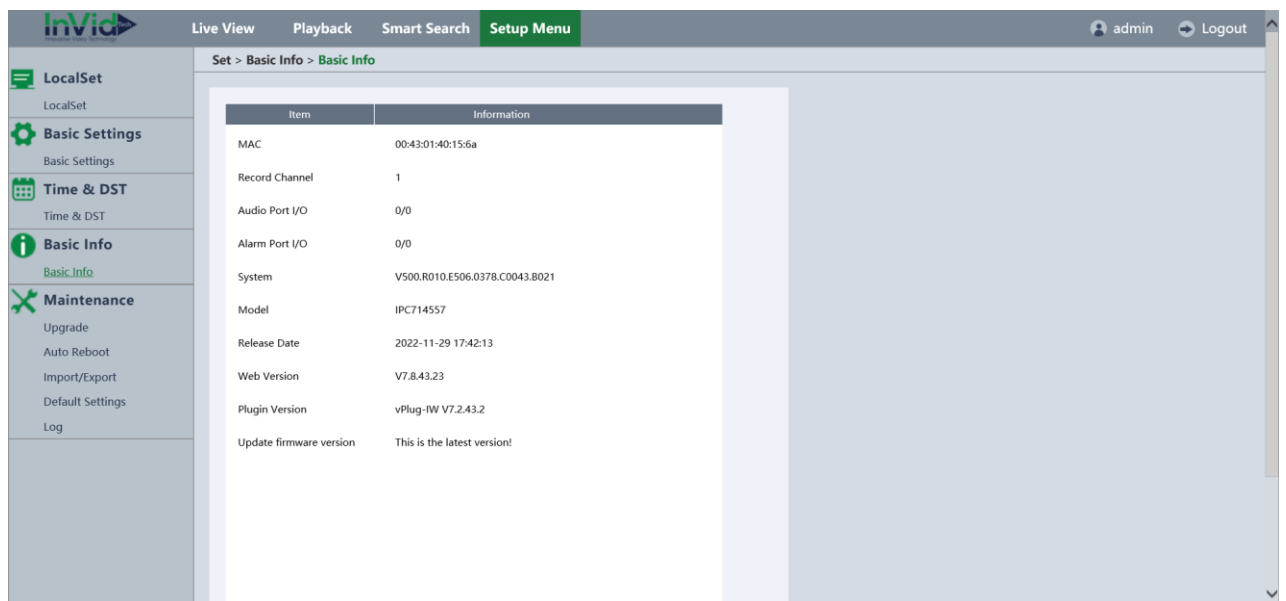 InVid Tech
Innovative Video Technology
Live View Playback Smart Search Setup Menu admin Logout
Set > Basic Info > Basic Info
LocalSet
LocalSet
Basic Settings
Basic Settings
Time & DST
Time & DST
Basic Info
Basic Info
Maintenance
Upgrade
Auto Reboot
Import/Export
Default Settings
Log
Item Information
MAC 00:43:01:40:15:6a
Record Channel 1
Audio Port I/O 0/0
Alarm Port I/O 0/0
System V500.R010.E506.0378.C0043.B021
Model IPC714557
Release Date 2022-11-29 17:42:13
Web Version V7.8.43.23
Plugin Version vPlug-IW V7.2.43.2
Update firmware version This is the latest version!